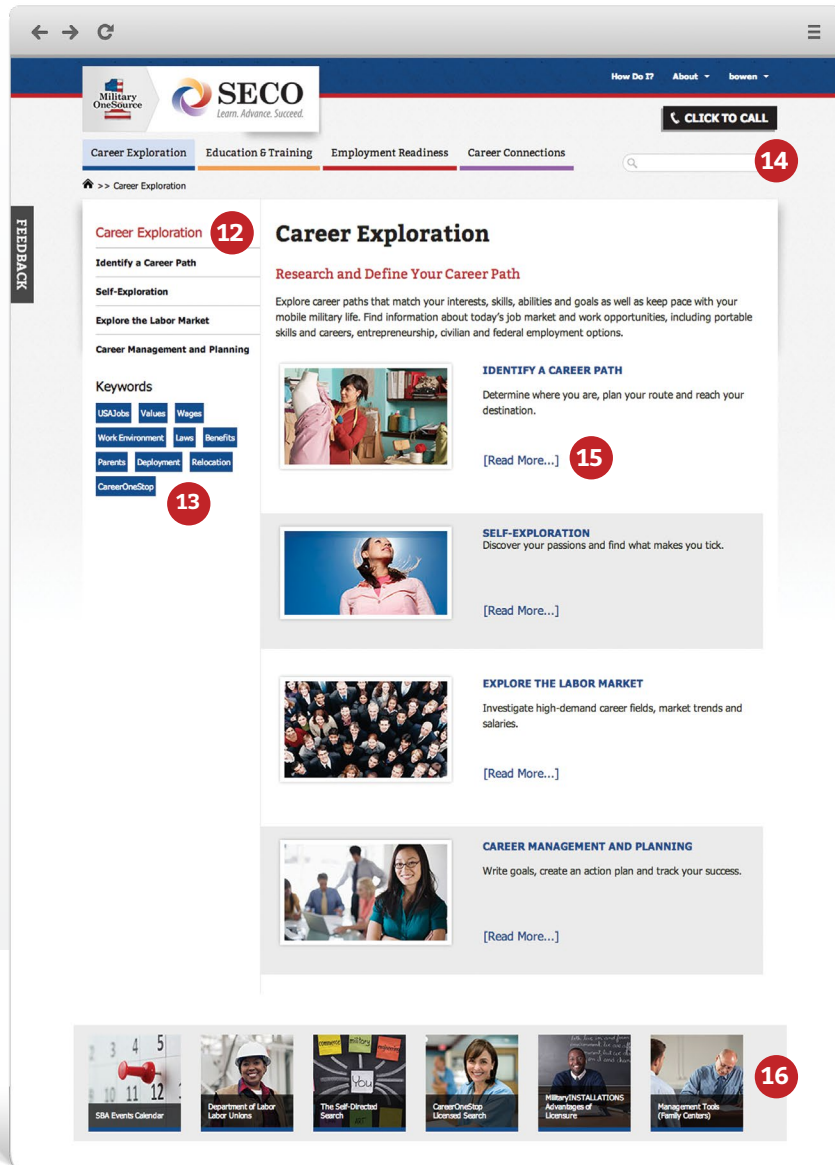 Military
OneSource
SECO
Learn. Advance. Succeed.
How Do I? About bowen
CLICK TO CALL
Career Exploration Education & Training Employment Readiness Career Connections
14
>> Career Exploration
FEEDBACK
Career Exploration 12
Identify a Career Path
Self-Exploration
Explore the Labor Market
Career Management and Planning
Keywords
USAJobs Values Wages
Work Environment Laws Benefits
Parents Deployment Relocation
CareerOneStop
13
Career Exploration
Research and Define Your Career Path
Explore career paths that match your interests, skills, abilities and goals as well as keep pace with your
mobile military life. Find information about today's job market and work opportunities, including portable
skills and careers, entrepreneurship, civilian and federal employment options.
IDENTIFY A CAREER PATH
Determine where you are, plan your route and reach your
destination.
[Read More...] 15
SELF-EXPLORATION
Discover your passions and find what makes you tick.
[Read More...]
EXPLORE THE LABOR MARKET
Investigate high-demand career fields, market trends and
salaries.
[Read More...]
CAREER MANAGEMENT AND PLANNING
Write goals, create an action plan and track your success.
[Read More...]
3 4 5
10 11 12
SBA Events Calendar
Department of Labor
Labor Unions
commerce military
You
The Self-Directed
Search
CareerOneStop
Licensed Search
MilitaryINSTALLATIONS
Advantages of
Licensure
Management Tools
(Family Centers)
16